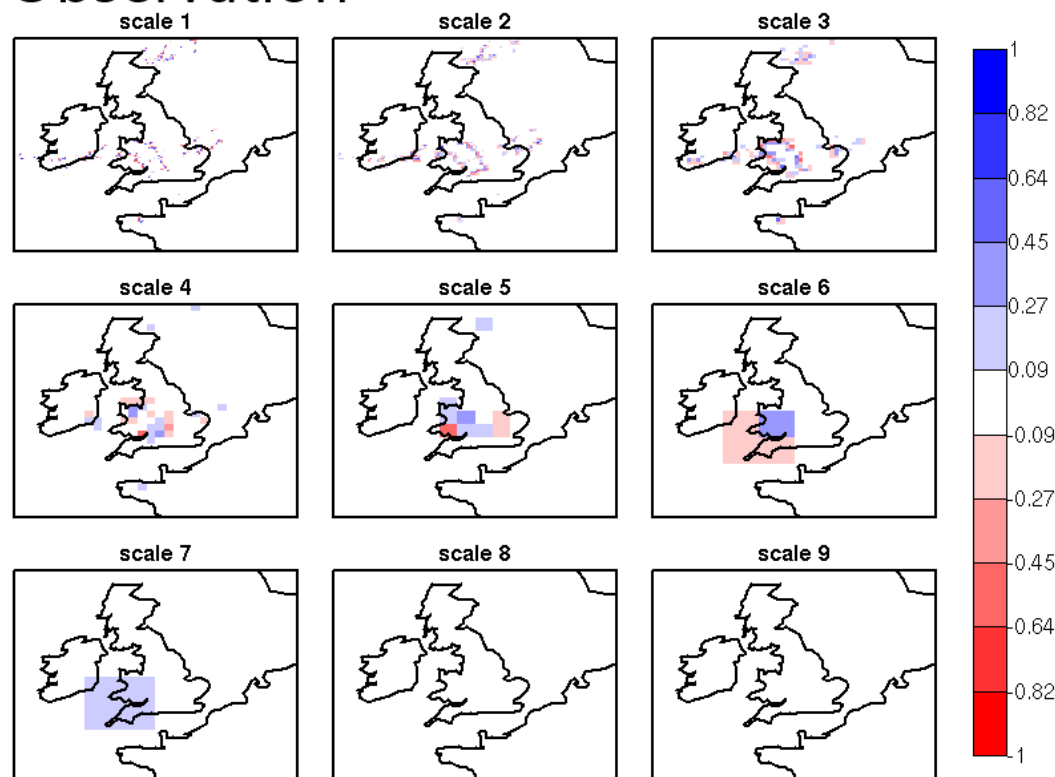 Observation
scale 1
scale 2
scale 3
scale 4
scale 5
scale 6
scale 7
scale 8
scale 9
1
0.82
0.64
0.45
0.27
0.09
-0.09
-0.27
-0.45
-0.64
-0.82
-1